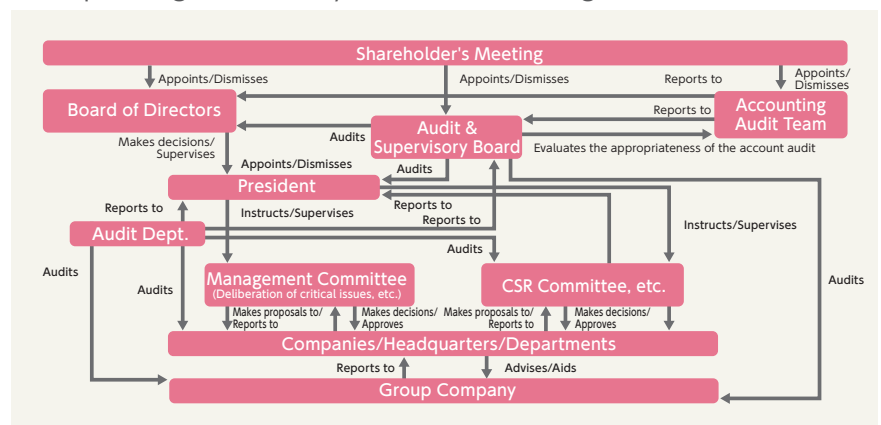 Shareholder's Meeting
Appoints/Dismisses
Appoints/Dismisses
Reports to
Appoints/
Dismisses
Board of Directors
Accounting
Audit Team
Reports to
Audit &
Supervisory Board
Audits
Makes decisions/
Supervises
Evaluates the appropriateness of the account audit
Appoints/Dismisses
Audits
President
Reports to
Instructs/Supervises
Reports to
Reports to
Instructs/Supervises
Audit Dept.
Audits
Audits
Audits
Audits
Management Committee
(Deliberation of critical issues, etc.)
CSR Committee, etc.
Makes proposals to/
Reports to
Makes decisions/
Approves
Makes proposals to/
Reports to
Makes decisions/
Approves
Companies/Headquarters/Departments
Reports to
Advises/Aids
Group Company